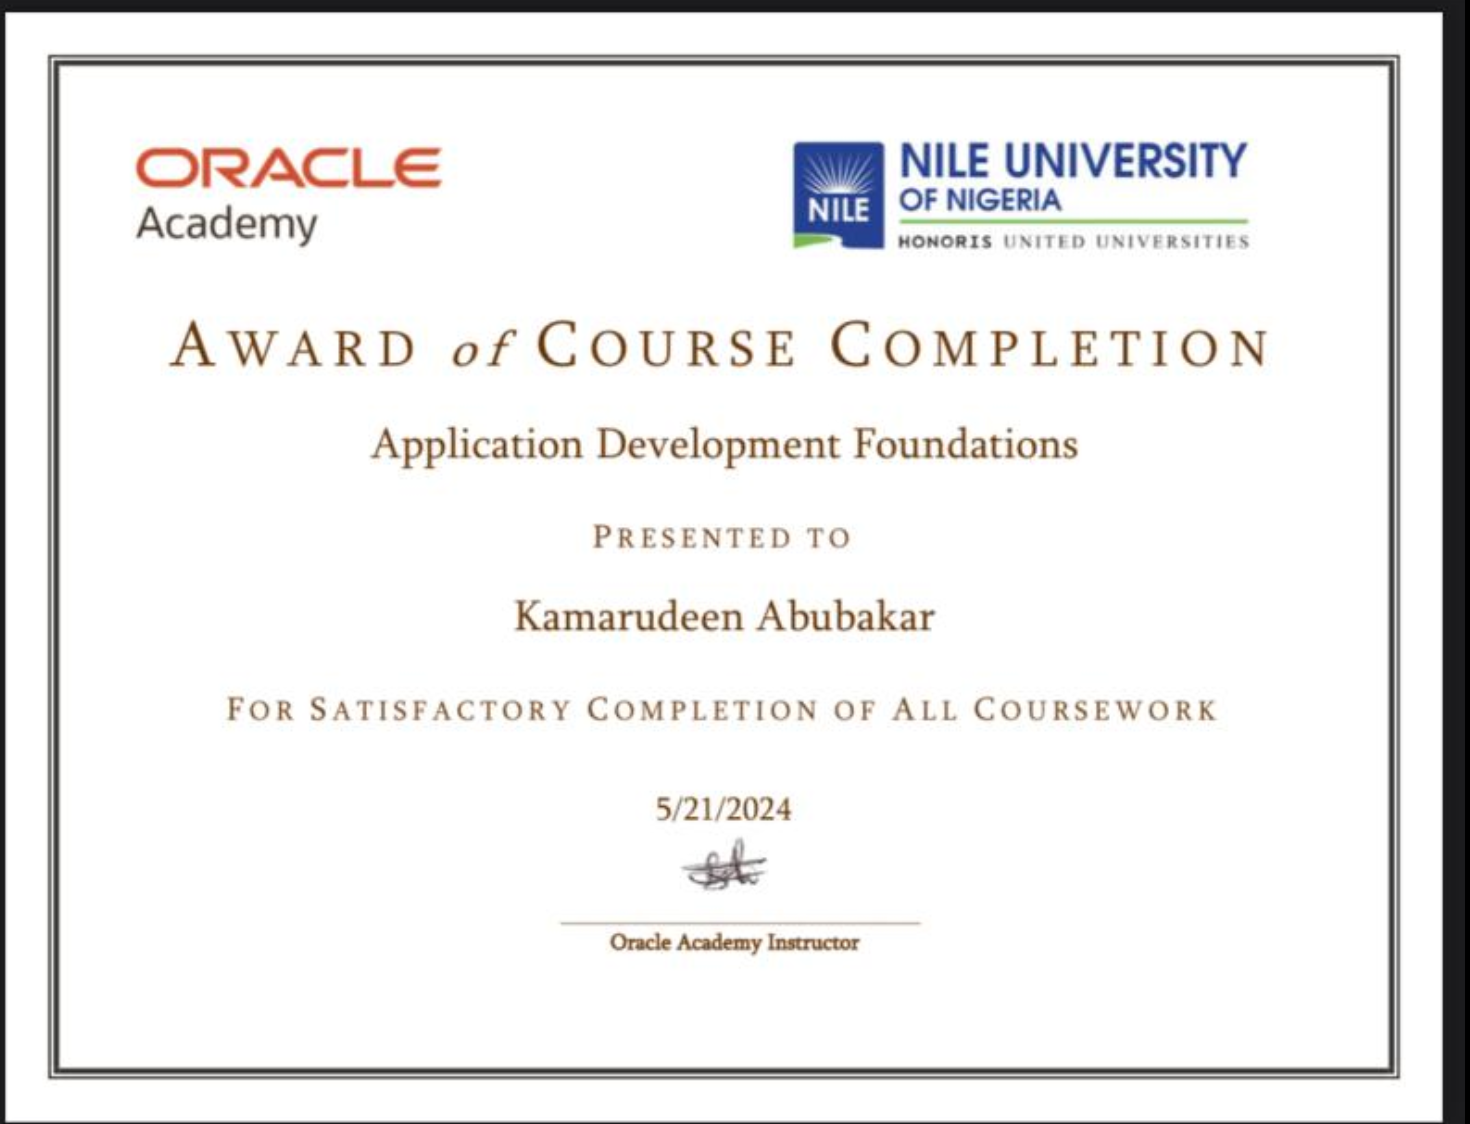 ORACLE
Academy
NILE
NILE UNIVERSITY
OF NIGERIA
HONORIS UNITED UNIVERSITIES
AWARD of COURSE COMPLETION
Application Development Foundations
PRESENTED TO
Kamarudeen Abubakar
FOR SATISFACTORY COMPLETION OF ALL COURSEWORK
5/21/2024
Oracle Academy Instructor